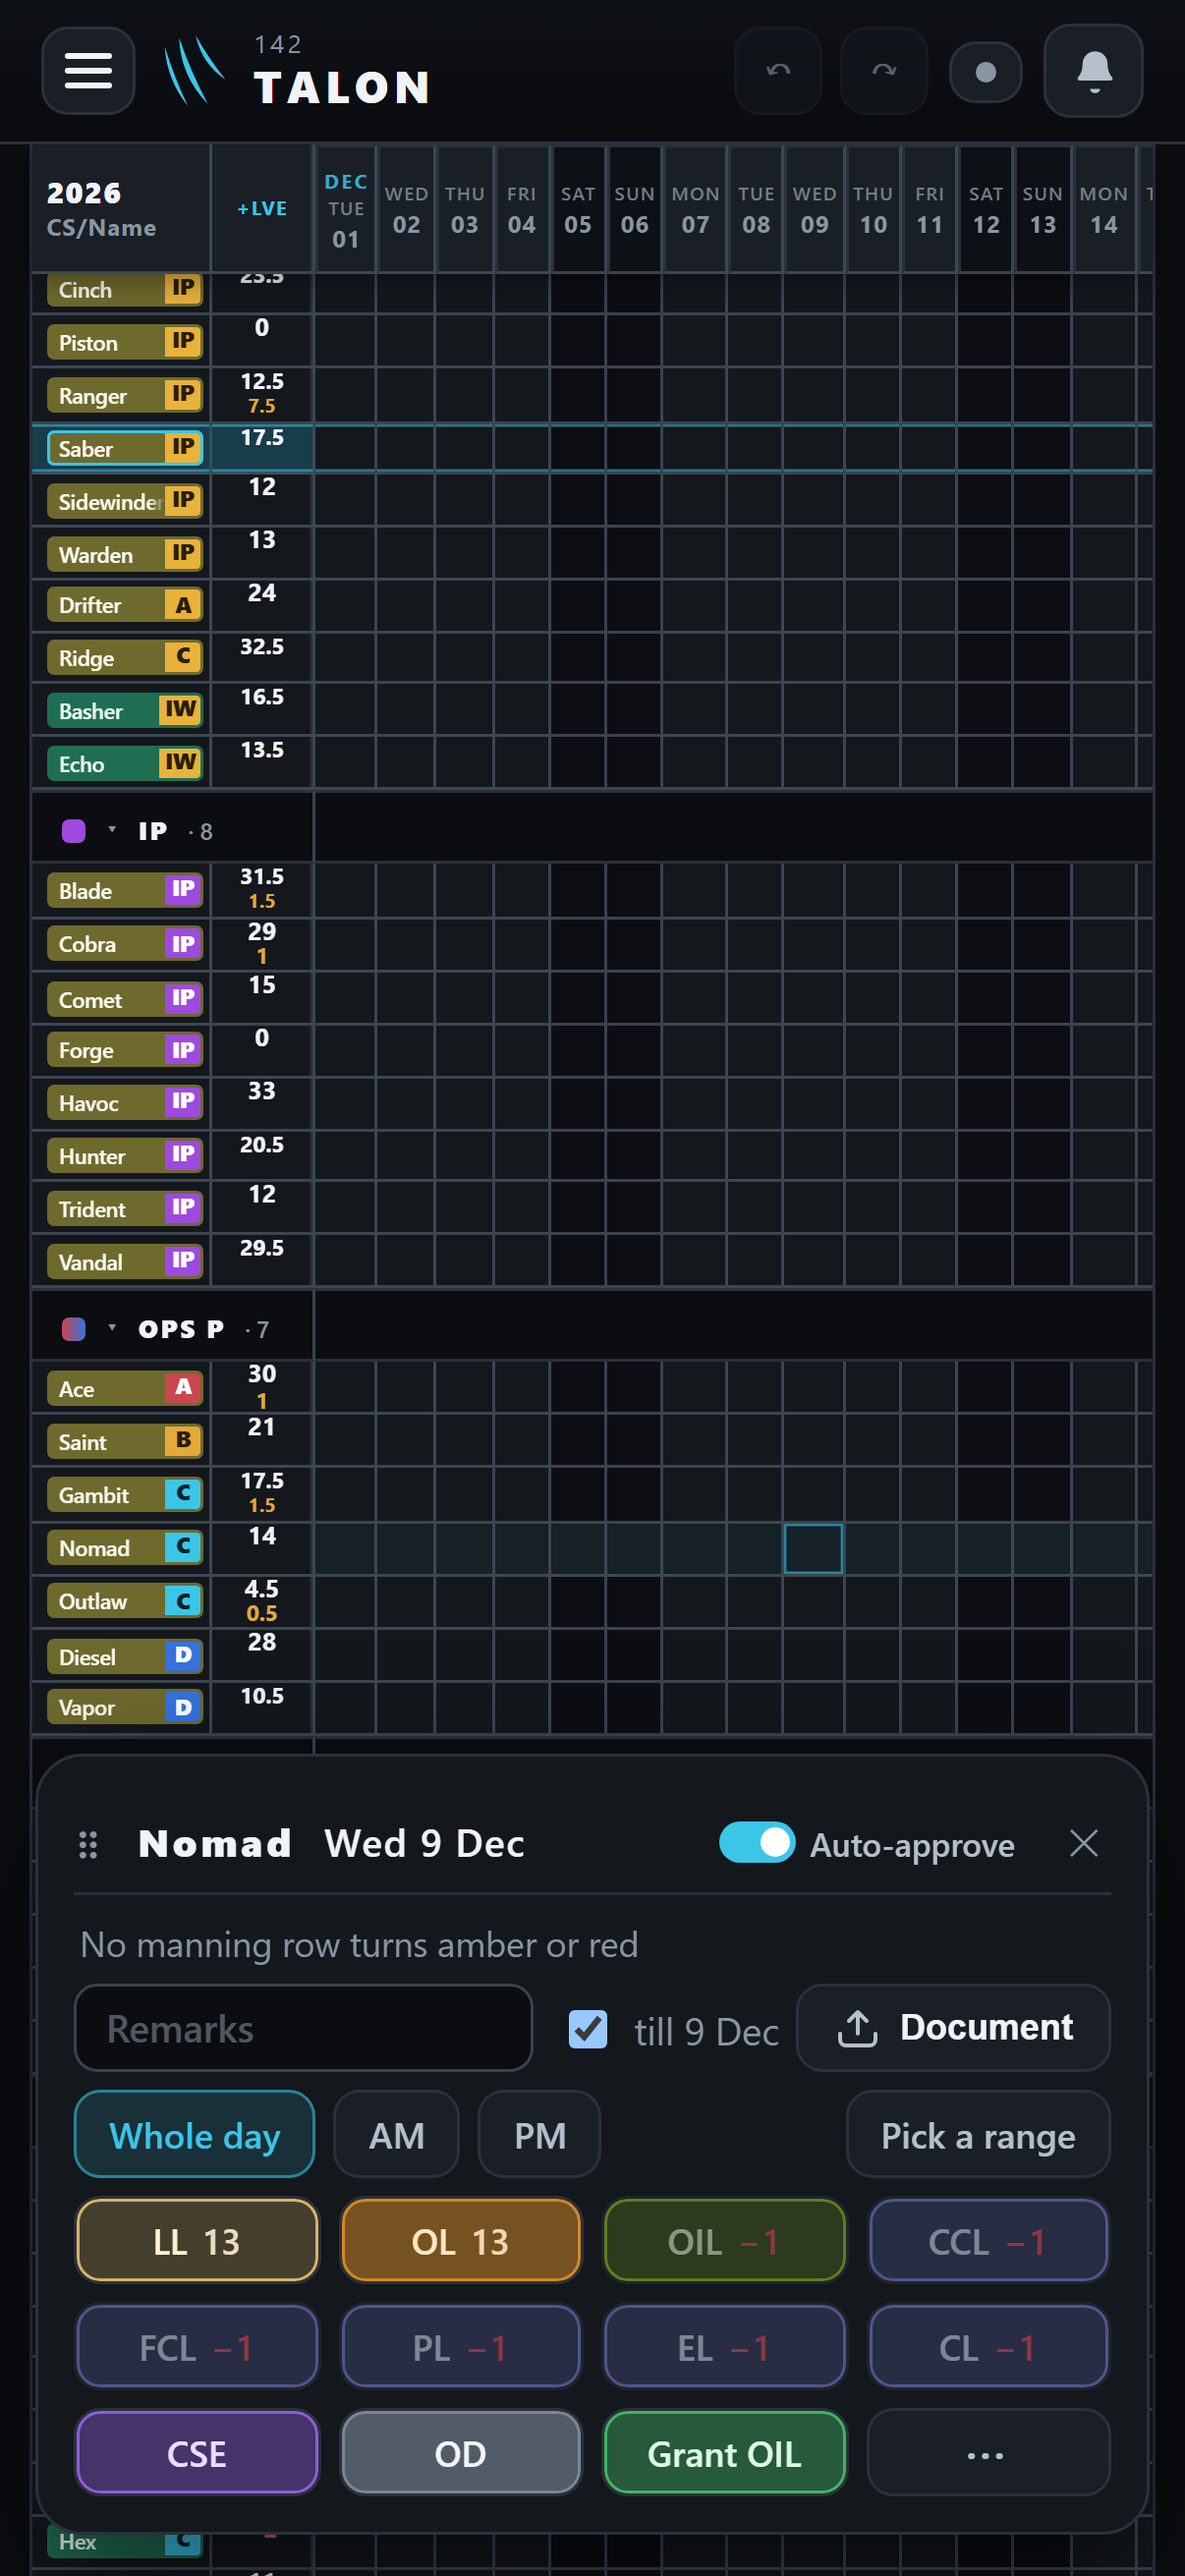 142
TALON
2026
CS/Name
+LVE
DEC
TUE WED THU FRI SAT SUN MON TUE WED THU FRI SAT SUN MON T
01 02 03 04 05 06 07 08 09 10 11 12 13 14
Cinch IP 23.5
Piston IP 0
Ranger IP 12.5
7.5
Saber IP 17.5
Sidewinder IP 12
Warden IP 13
Drifter A 24
Ridge C 32.5
Basher IW 16.5
Echo IW 13.5
IP · 8
Blade IP 31.5
1.5
Cobra IP 29
1
Comet IP 15
Forge IP 0
Havoc IP 33
Hunter IP 20.5
Trident IP 12
Vandal IP 29.5
OPS P · 7
Ace A 30
1
Saint B 21
Gambit C 17.5
1.5
Nomad C 14
Outlaw C 4.5
0.5
Diesel D 28
Vapor D 10.5
Nomad Wed 9 Dec Auto-approve
No manning row turns amber or red
Remarks till 9 Dec Document
Whole day AM PM Pick a range
LL 13 OL 13 OIL −1 CCL −1
FCL −1 PL −1 EL −1 CL −1
CSE OD Grant OIL ...
Hex C